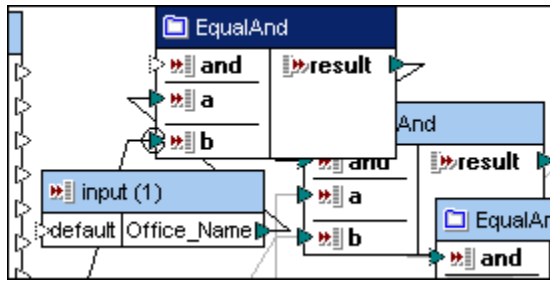 EqualAnd
and
result
a
b
And
and
result
input (1)
a
default
Office_Name
b
EqualAn
and